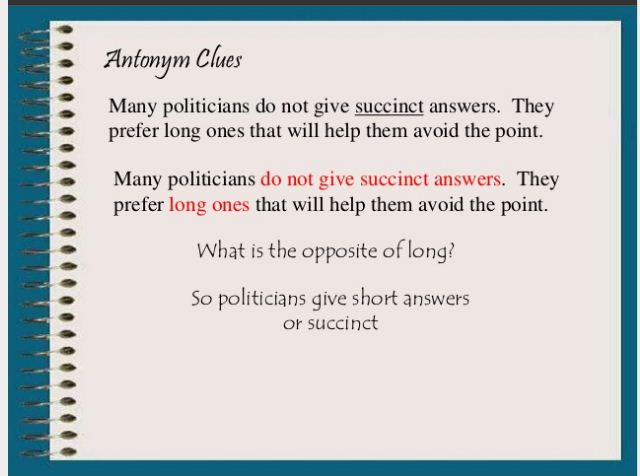 Antonym Clues
Many politicians do not give succinct answers.  They
prefer long ones that will help them avoid the point.
Many politicians do not give succinct answers.  They
prefer long ones that will help them avoid the point.
What is the opposite of long?
So politicians give short answers
or succinct